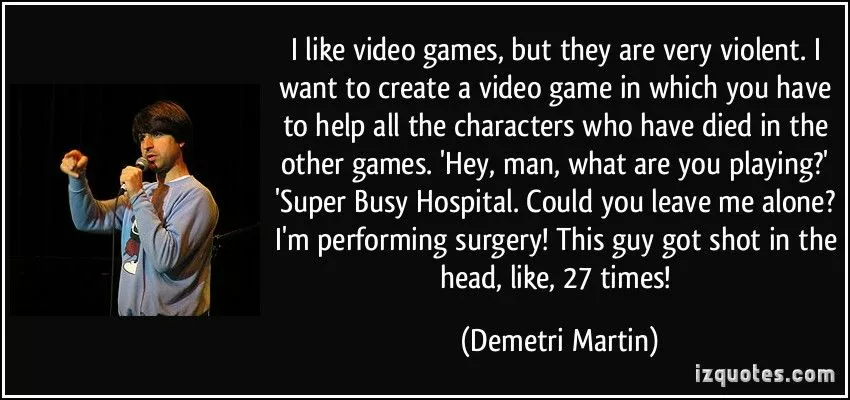 I like video games, but they are very violent. I
want to create a video game in which you have
to help all the characters who have died in the
other games. 'Hey, man, what are you playing?'
'Super Busy Hospital. Could you leave me alone?
I'm performing surgery! This guy got shot in the
head, like, 27 times!
(Demetri Martin)
izquotes.com